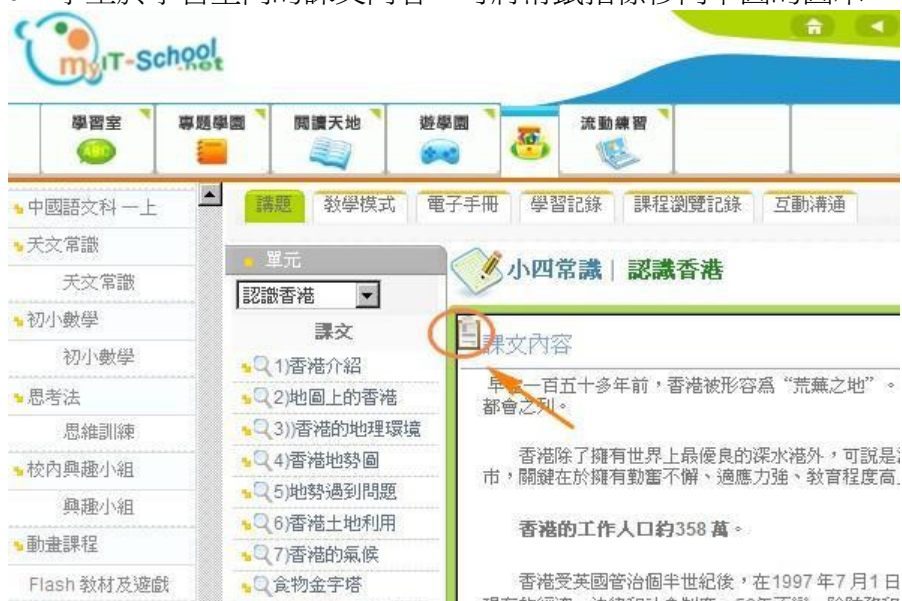 myIT-School.net
學習室
專題學園
閱讀天地
遊學園
流動練習
中國語文科 一上
天文常識
天文常識
初小數學
初小數學
思考法
思維訓練
校內興趣小組
興趣小組
動畫課程
Flash 教材及遊戲
講題
教學模式
電子手冊
學習記錄
課程瀏覽記錄
互動溝通
單元
認識香港
課文
1)香港介紹
2)地圖上的香港
3))香港的地理環境
4)香港地勢圖
5)地勢遇到問題
6)香港土地利用
7)香港的氣候
食物金字塔
小四常識 | 認識香港
課文內容
一百五十多年前，香港被形容為“荒蕪之地”。
都會之列。
香港除了擁有世界上最優良的深水港外，可說是
市，關鍵在於擁有勤奮不懈、適應力強、教育程度高
香港的工作人口約358 萬。
香港受英國管治個半世紀後，在1997 年7月1 日